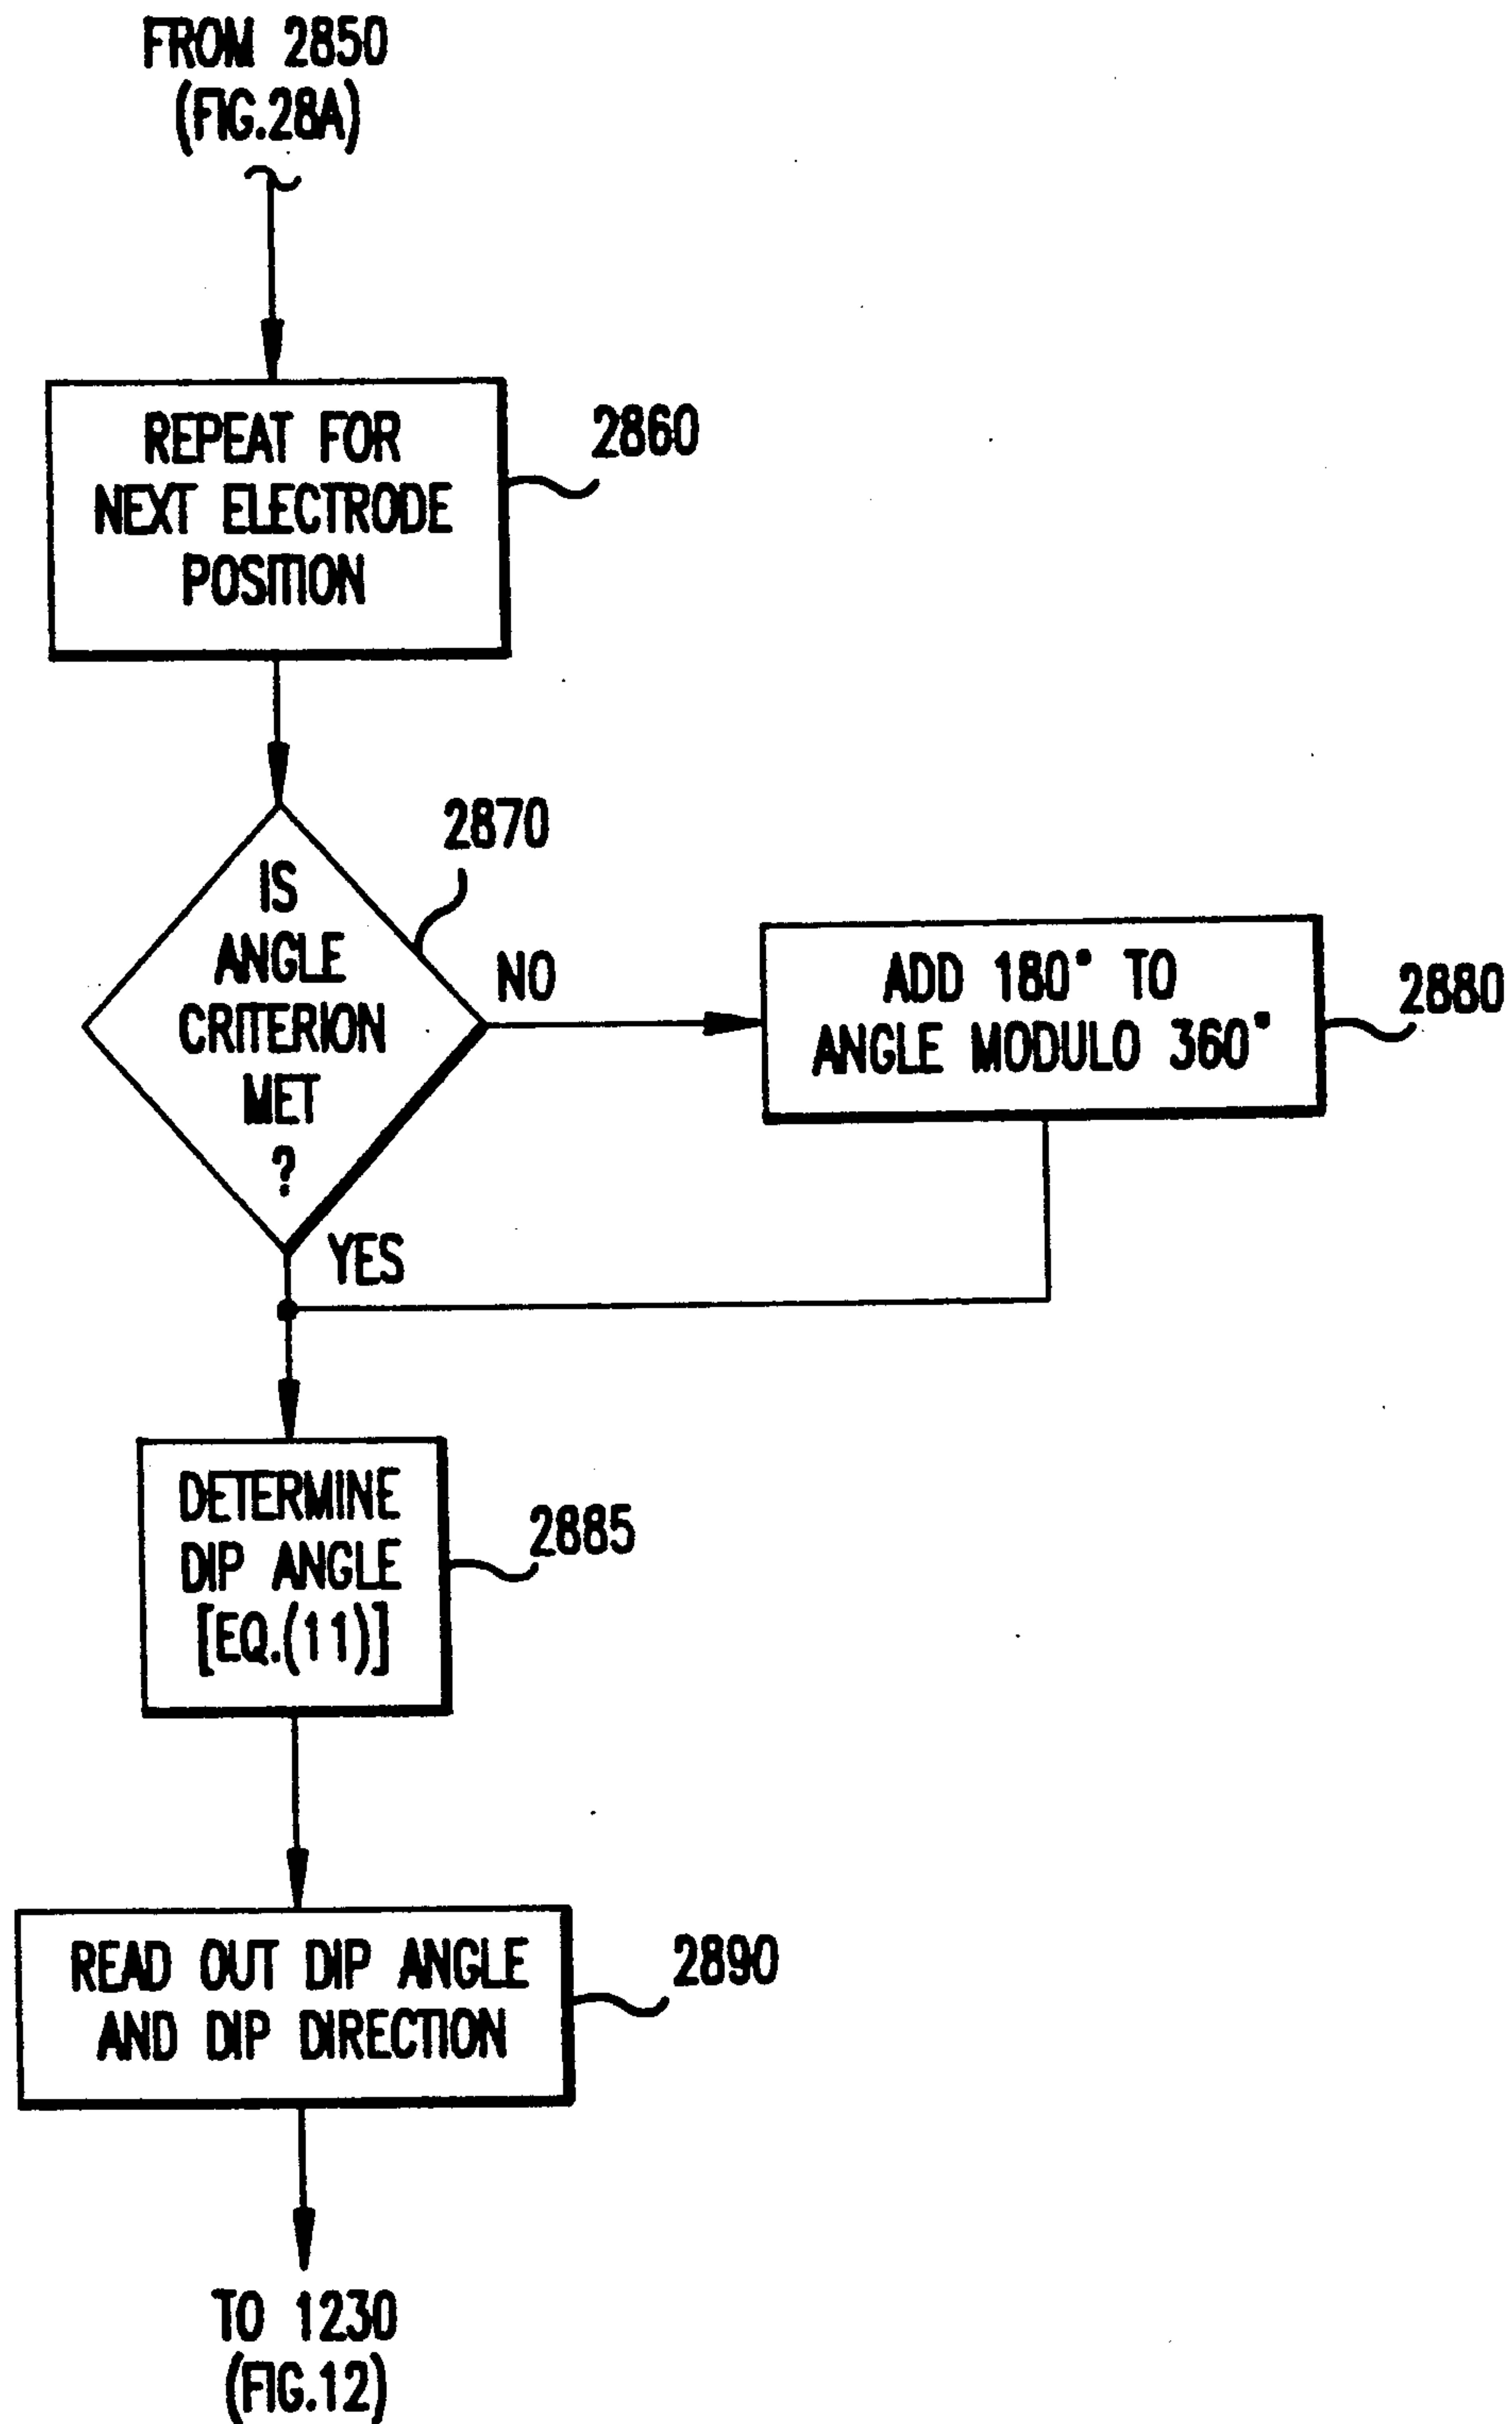 FROM 2850
(FIG.28A)
REPEAT FOR
NEXT ELECTRODE
POSITION
2860
2870
IS
ANGLE
CRITERION
MET
?
NO
ADD 180° TO
ANGLE MODULO 360°
2880
YES
DETERMINE
DIP ANGLE
[EQ.(11)]
2885
READ OUT DIP ANGLE
AND DIP DIRECTION
2890
TO 1230
(FIG.12)